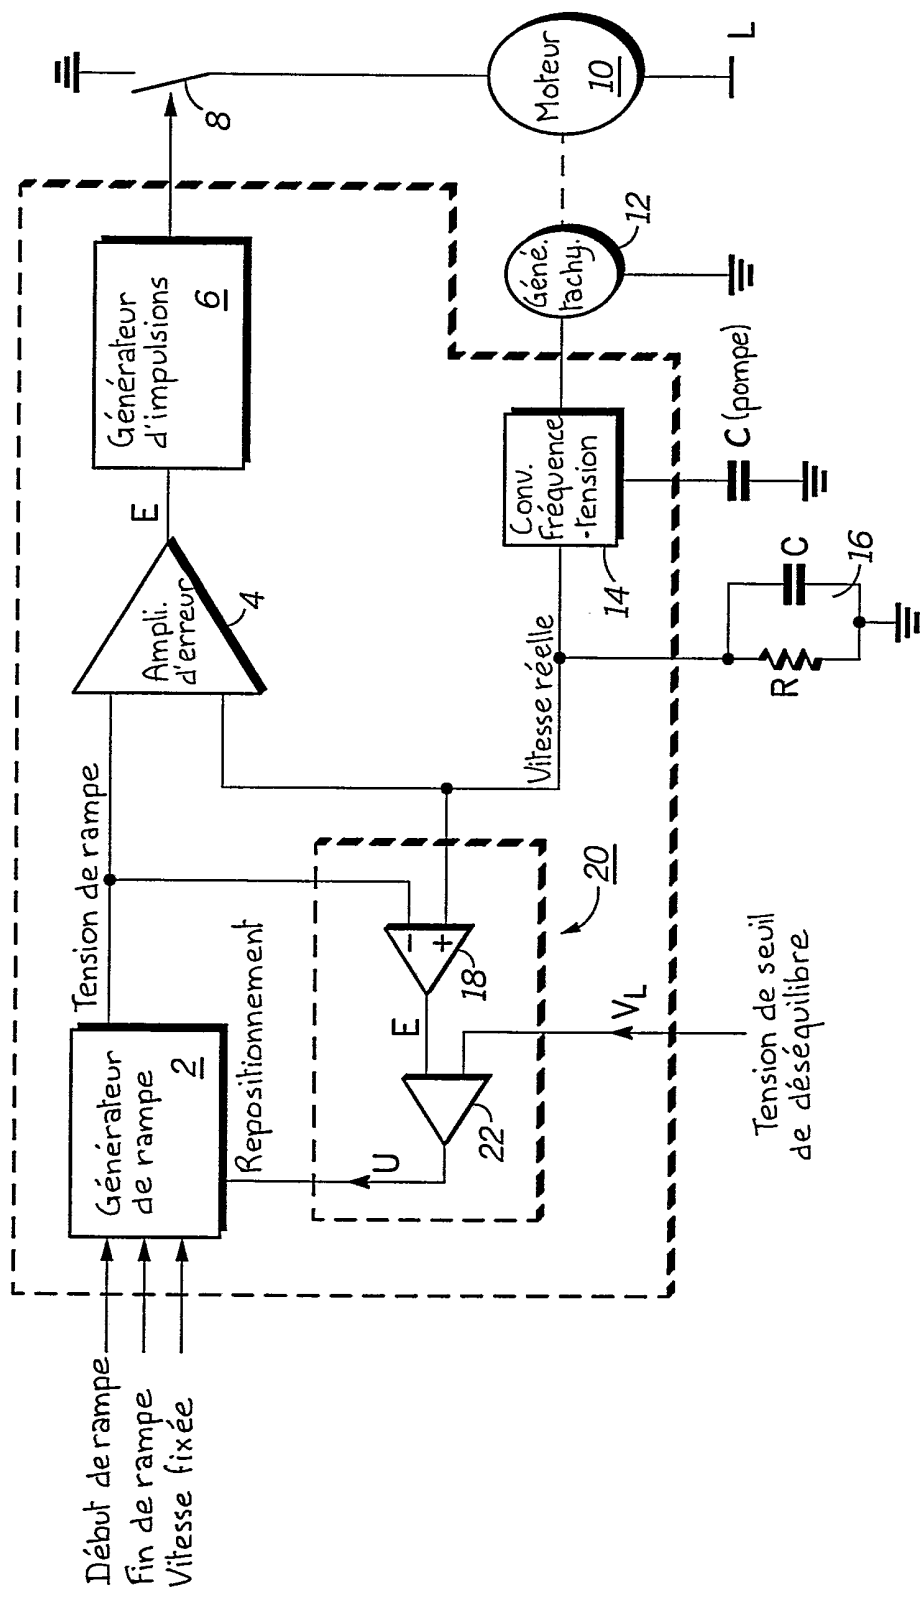 Début de rampe
Fin de rampe
Vitesse fixée
Générateur
de rampe
2
Tension de rampe
Repositionnement
Ampli.
d'erreur
4
E
Générateur
d'impulsions
6
8
Moteur
10
L
Géné.
tachy.
12
Conv.
Fréquence
-tension
14
C (pompe)
Vitesse réelle
R
C
16
18
-
+
E
22
U
20
VL
Tension de seuil
de déséquilibre